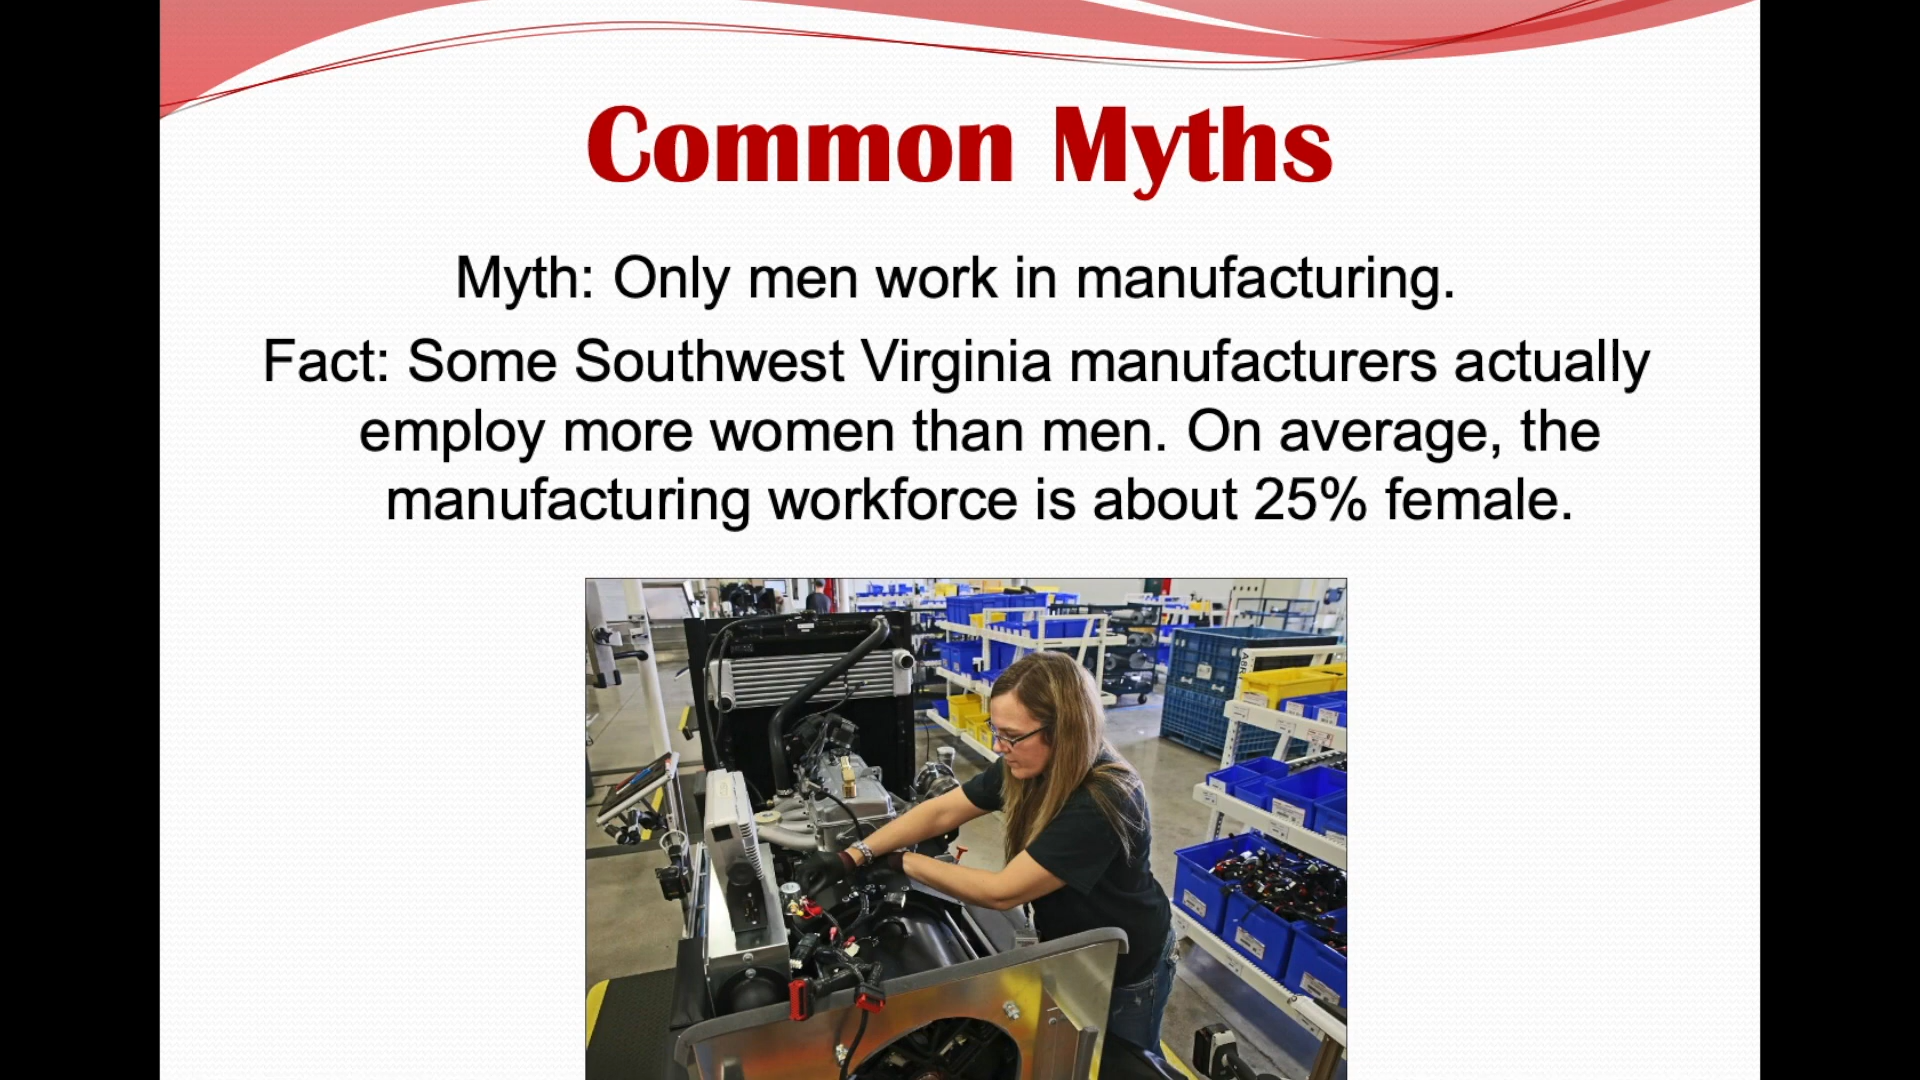 Common Myths
Myth: Only men work in manufacturing.
Fact: Some Southwest Virginia manufacturers actually
employ more women than men. On average, the
manufacturing workforce is about 25% female.